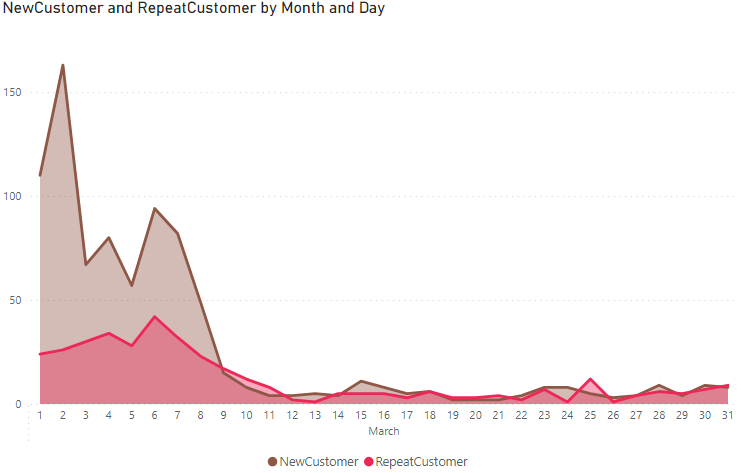 NewCustomer and RepeatCustomer by Month and Day
150
100
50
0
1 2 3 4 5 6 7 8 9 10 11 12 13 14 15 16 17 18 19 20 21 22 23 24 25 26 27 28 29 30 31
March
NewCustomer RepeatCustomer